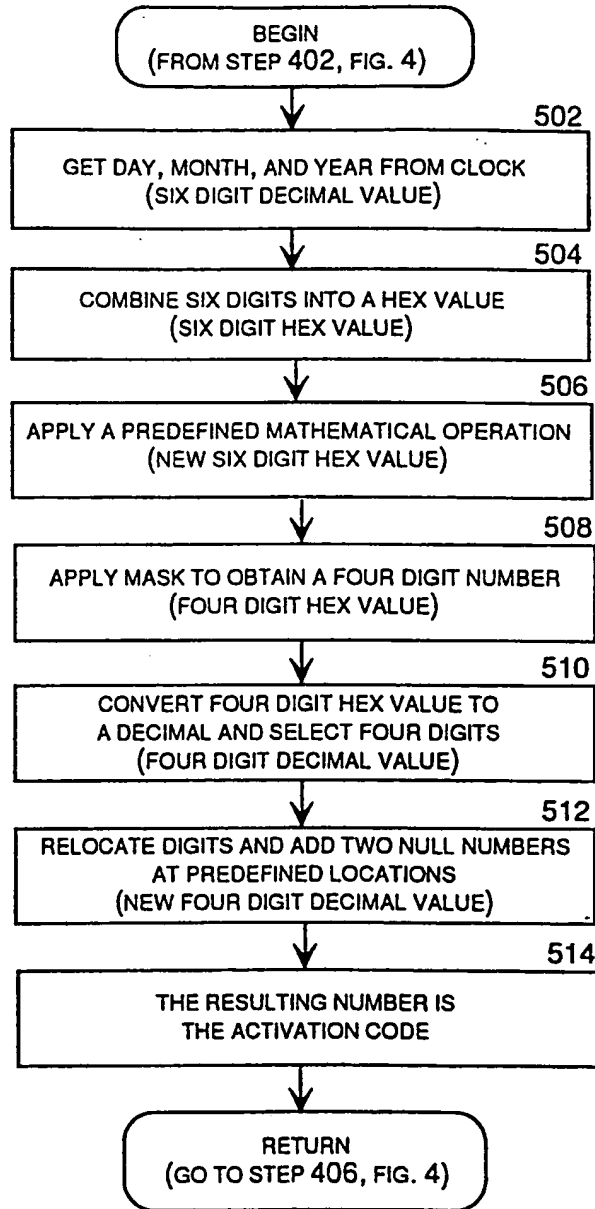 BEGIN
(FROM STEP 402, FIG. 4)
502
GET DAY, MONTH, AND YEAR FROM CLOCK
(SIX DIGIT DECIMAL VALUE)
504
COMBINE SIX DIGITS INTO A HEX VALUE
(SIX DIGIT HEX VALUE)
506
APPLY A PREDEFINED MATHEMATICAL OPERATION
(NEW SIX DIGIT HEX VALUE)
508
APPLY MASK TO OBTAIN A FOUR DIGIT NUMBER
(FOUR DIGIT HEX VALUE)
510
CONVERT FOUR DIGIT HEX VALUE TO
A DECIMAL AND SELECT FOUR DIGITS
(FOUR DIGIT DECIMAL VALUE)
512
RELOCATE DIGITS AND ADD TWO NULL NUMBERS
AT PREDEFINED LOCATIONS
(NEW FOUR DIGIT DECIMAL VALUE)
514
THE RESULTING NUMBER IS
THE ACTIVATION CODE
RETURN
(GO TO STEP 406, FIG. 4)